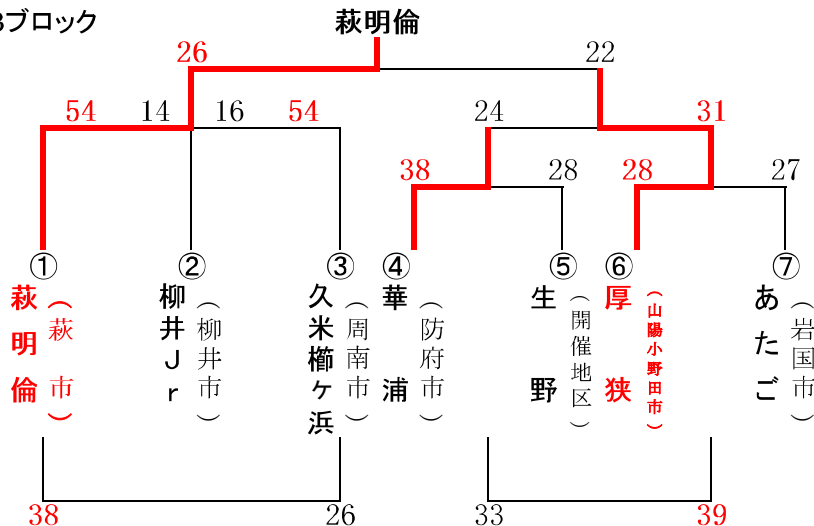 Bブロック
萩明倫
26
22
54
14
16
54
24
31
38
28
28
27
①
②
③
④
⑤
⑥
⑦
萩明倫
（萩市）
柳井Jr
（柳井市）
久米櫛ヶ浜
（周南市）
華浦
（防府市）
生野
（開催地区）
厚狭
（山陽小野田市）
あたご
（岩国市）
38
26
33
39